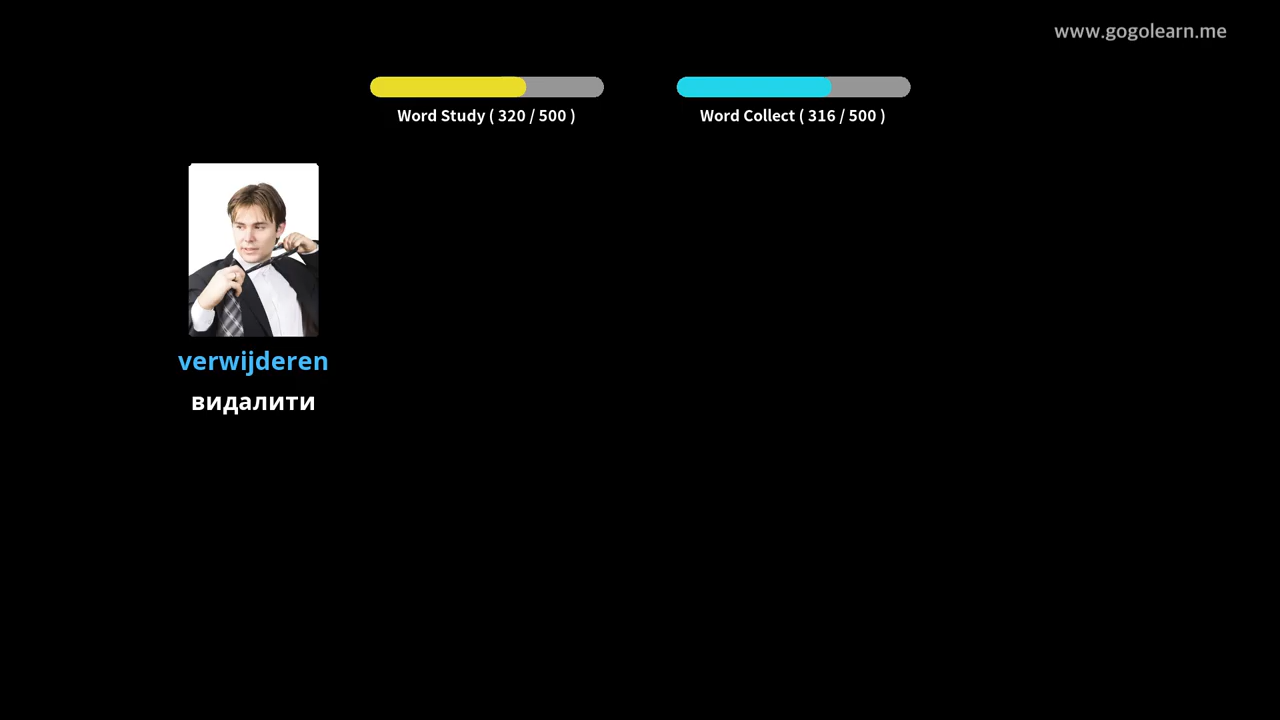 www.gogolearn.me
Word Study ( 320 / 500 )
Word Collect ( 316 / 500 )
verwijderen
видалити